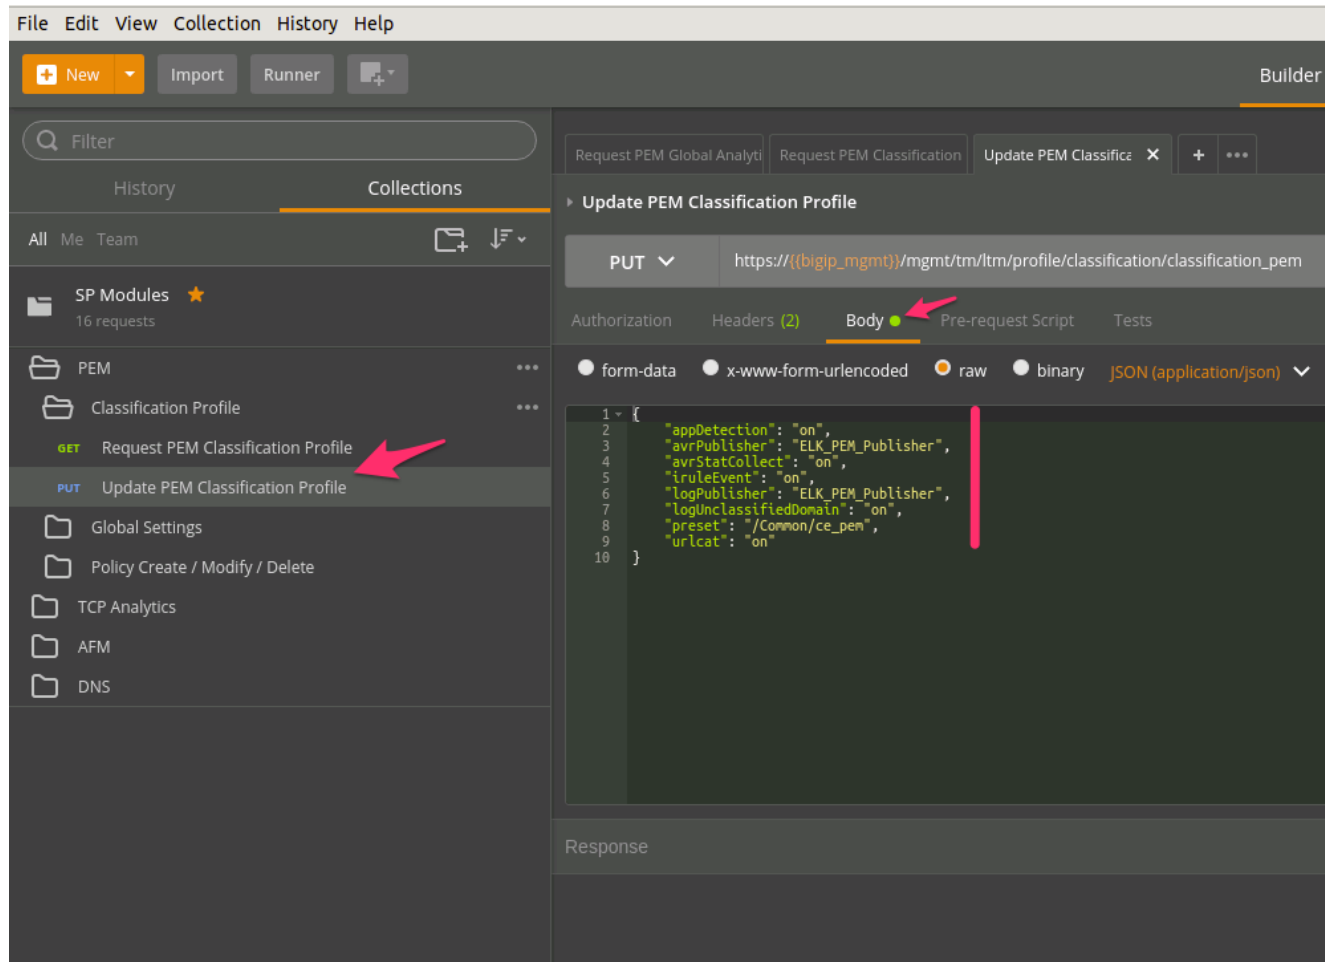 File Edit View Collection History Help
New Import Runner Builder
Filter
History Collections
All Me Team
SP Modules
16 requests
PEM
Classification Profile
GET Request PEM Classification Profile
PUT Update PEM Classification Profile
Global Settings
Policy Create / Modify / Delete
TCP Analytics
AFM
DNS
Request PEM Global Analyti Request PEM Classification Update PEM Classifica
Update PEM Classification Profile
PUT https://{{bigip_mgmt}}/mgmt/tm/ltm/profile/classification/classification_pem
Authorization Headers (2) Body Pre-request Script Tests
form-data x-www-form-urlencoded raw binary JSON (application/json)
1 {
2 "appDetection": "on",
3 "avrPublisher": "ELK_PEM_Publisher",
4 "avrStatCollect": "on",
5 "iruleEvent": "on",
6 "logPublisher": "ELK_PEM_Publisher",
7 "logUnclassifiedDomain": "on",
8 "preset": "/Common/ce_pem",
9 "urlcat": "on"
10 }
Response